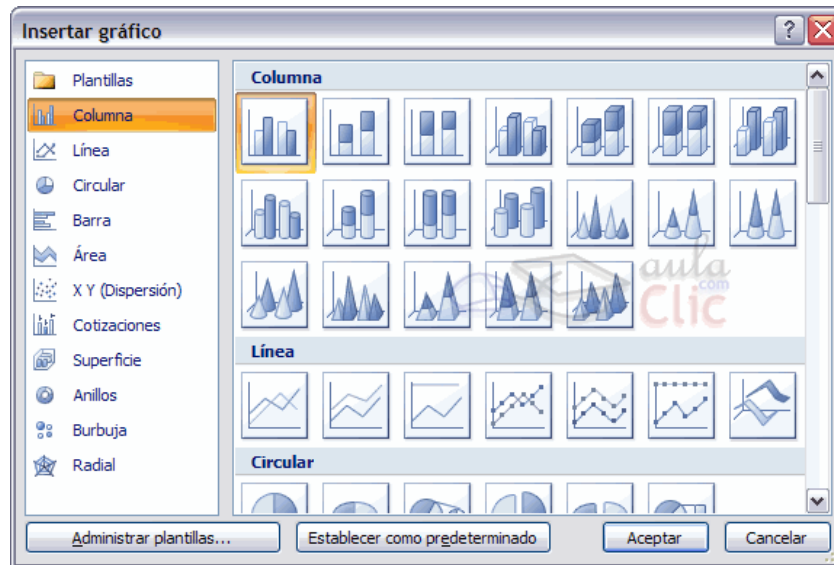 Insertar gráfico
Plantillas
Columna
Línea
Circular
Barra
Área
X Y (Dispersión)
Cotizaciones
Superficie
Anillos
Burbuja
Radial
Columna
aula
.com
Clic
Línea
Circular
Administrar plantillas...
Establecer como predeterminado
Aceptar
Cancelar